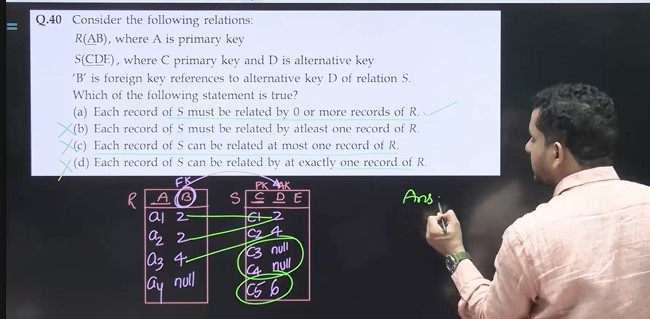 Q.40 Consider the following relations:
R(AB), where A is primary key
S(CDE), where C primary key and D is alternative key
‘B’ is foreign key references to alternative key D of relation S.
Which of the following statement is true?
(a) Each record of S must be related by 0 or more records of R.
(b) Each record of S must be related by atleast one record of R.
(c) Each record of S can be related at most one record of R.
(d) Each record of S can be related by at exactly one record of R.
FK
PK AK
R A B
S C D E
a1 2
C1 2
a2 2
C2 4
a3 4
C3 null
a4 null
C4 null
C5 6
Ans: